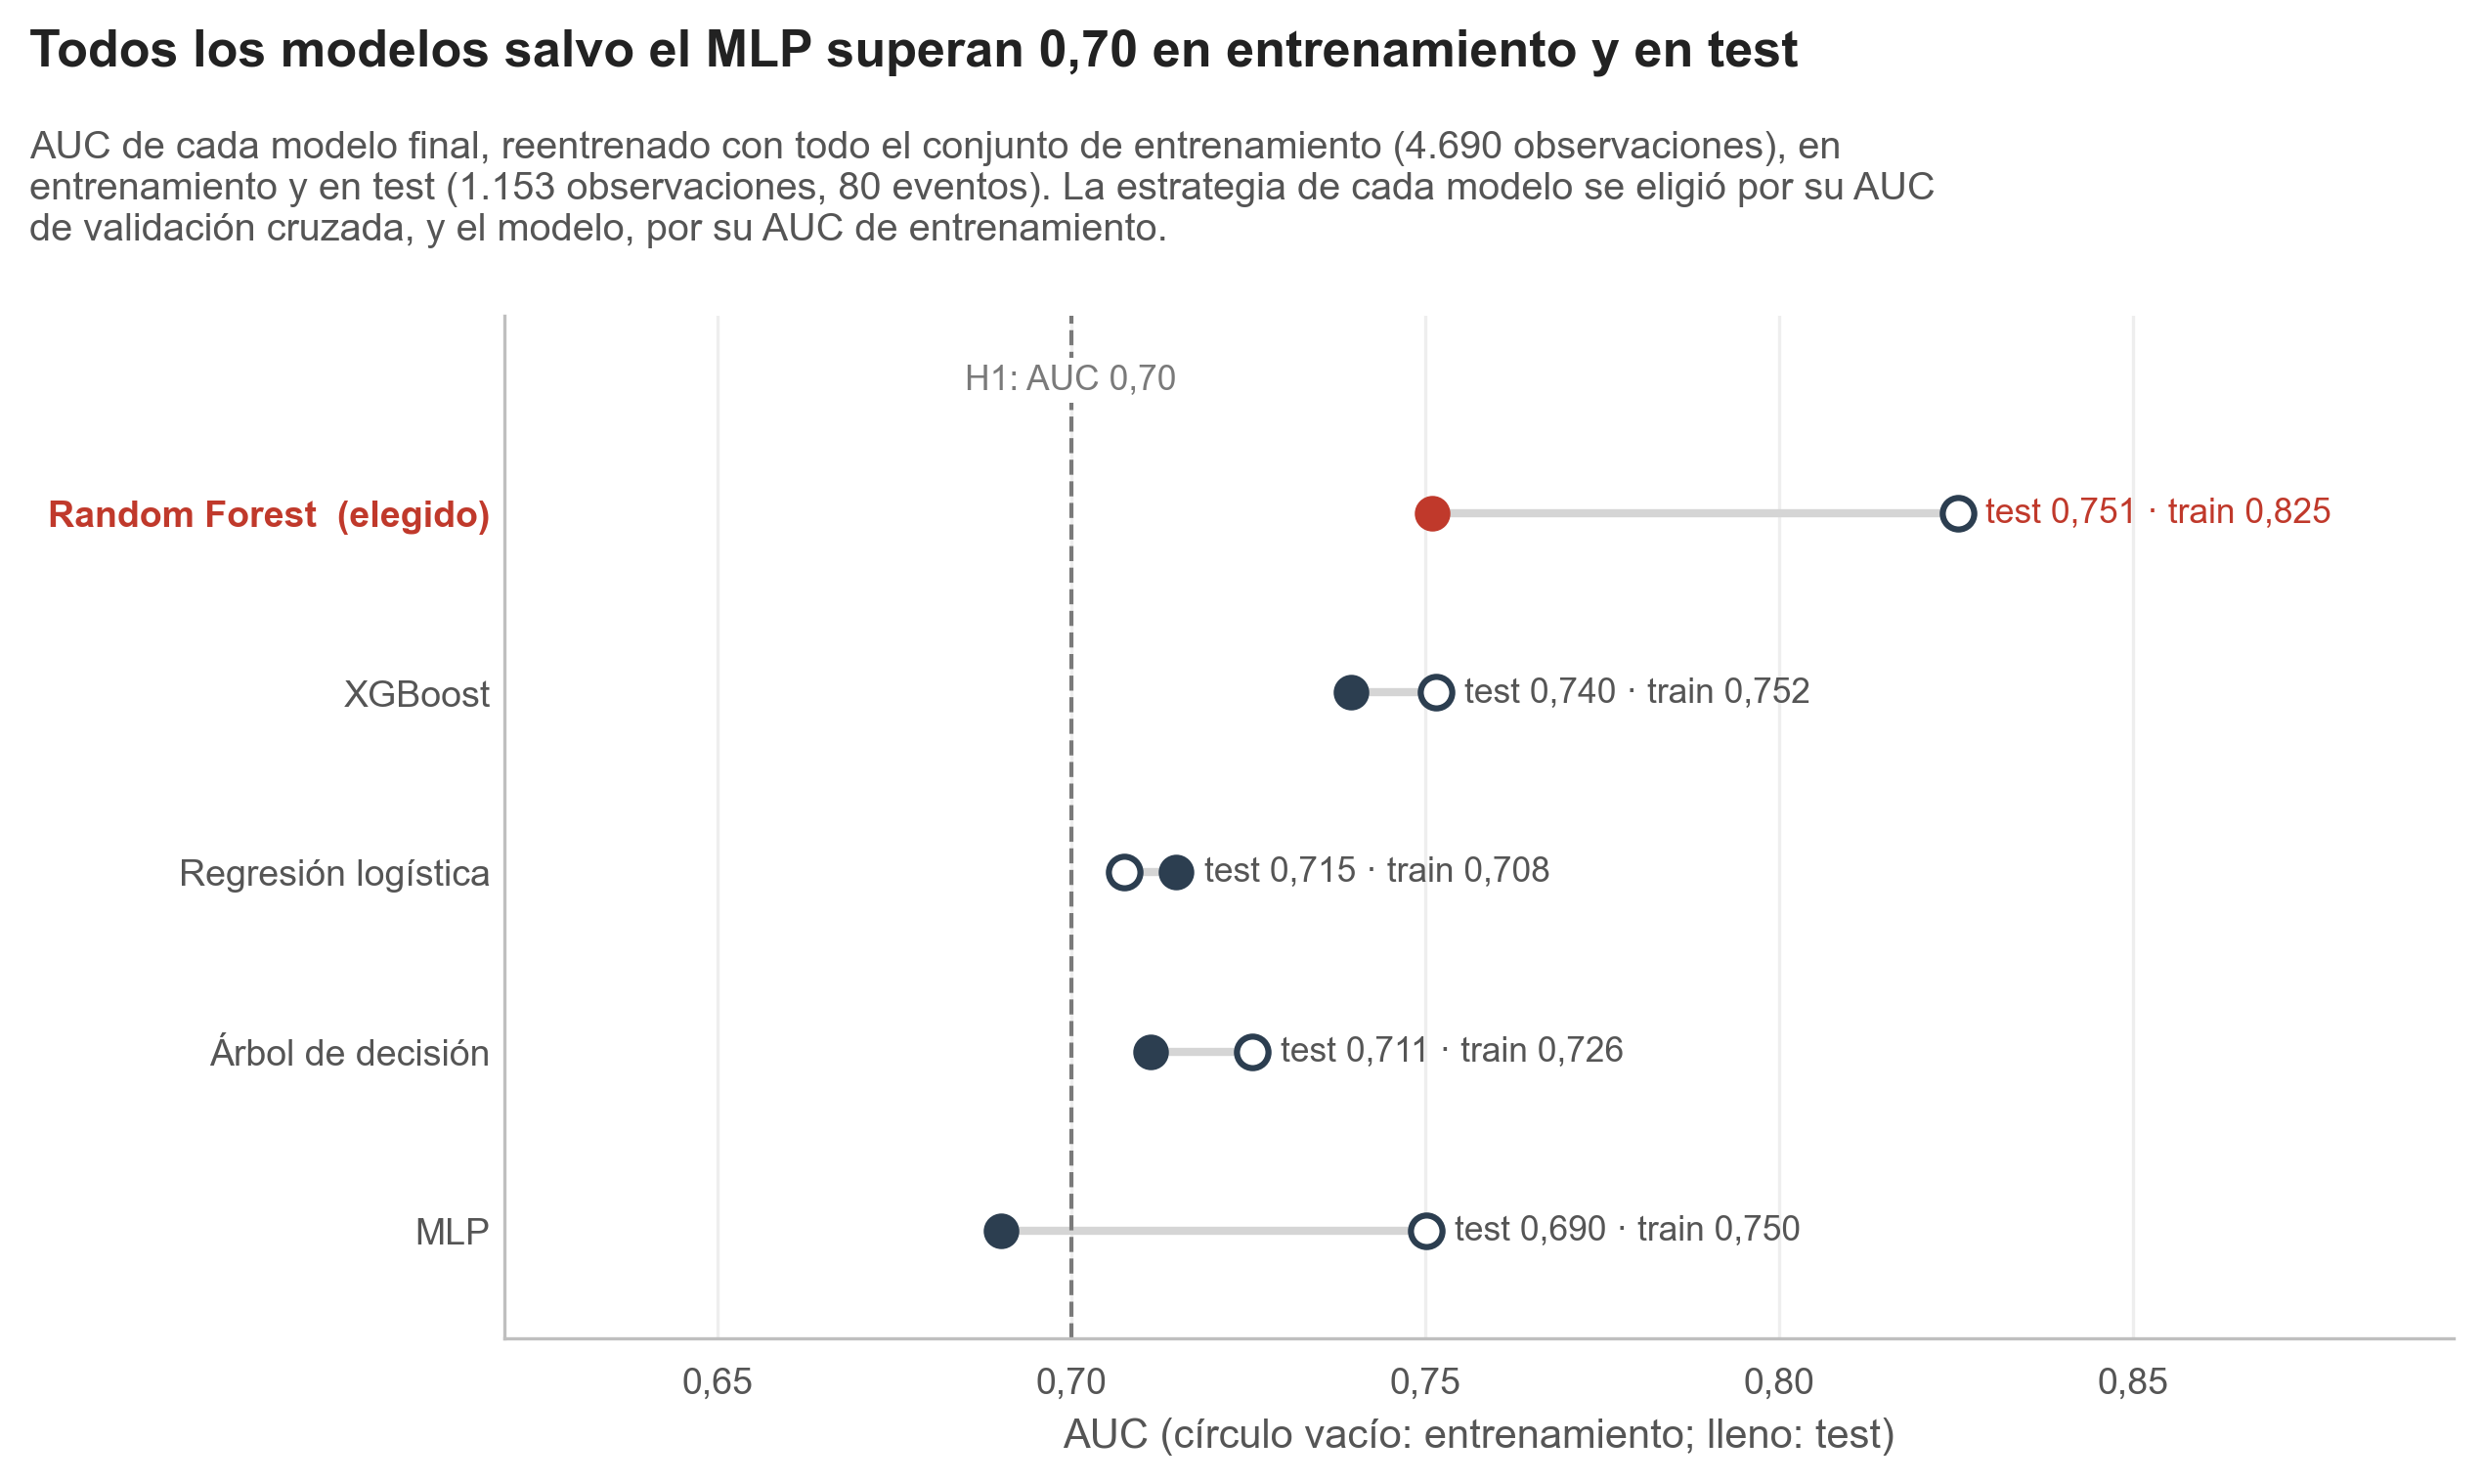 Todos los modelos salvo el MLP superan 0,70 en entrenamiento y en test
AUC de cada modelo final, reentrenado con todo el conjunto de entrenamiento (4.690 observaciones), en
entrenamiento y en test (1.153 observaciones, 80 eventos). La estrategia de cada modelo se eligió por su AUC
de validación cruzada, y el modelo, por su AUC de entrenamiento.
H1: AUC 0,70
Random Forest (elegido)
test 0,751 · train 0,825
XGBoost
test 0,740 · train 0,752
Regresión logística
test 0,715 · train 0,708
Árbol de decisión
test 0,711 · train 0,726
MLP
test 0,690 · train 0,750
0,65
0,70
0,75
0,80
0,85
AUC (círculo vacío: entrenamiento; lleno: test)